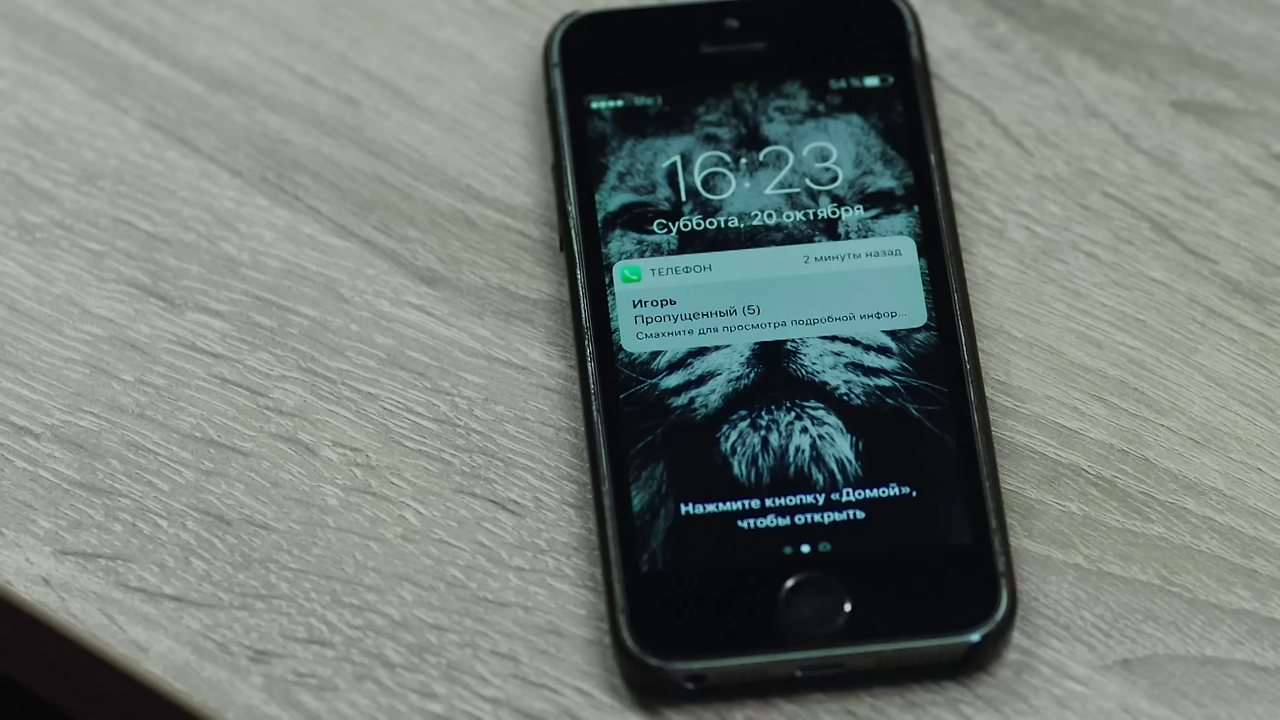 54 %
16:23
Суббота, 20 октября
ТЕЛЕФОН 2 минуты назад
Игорь
Пропущенный (5)
Смахните для просмотра подробной инфор...
Нажмите кнопку «Домой»,
чтобы открыть